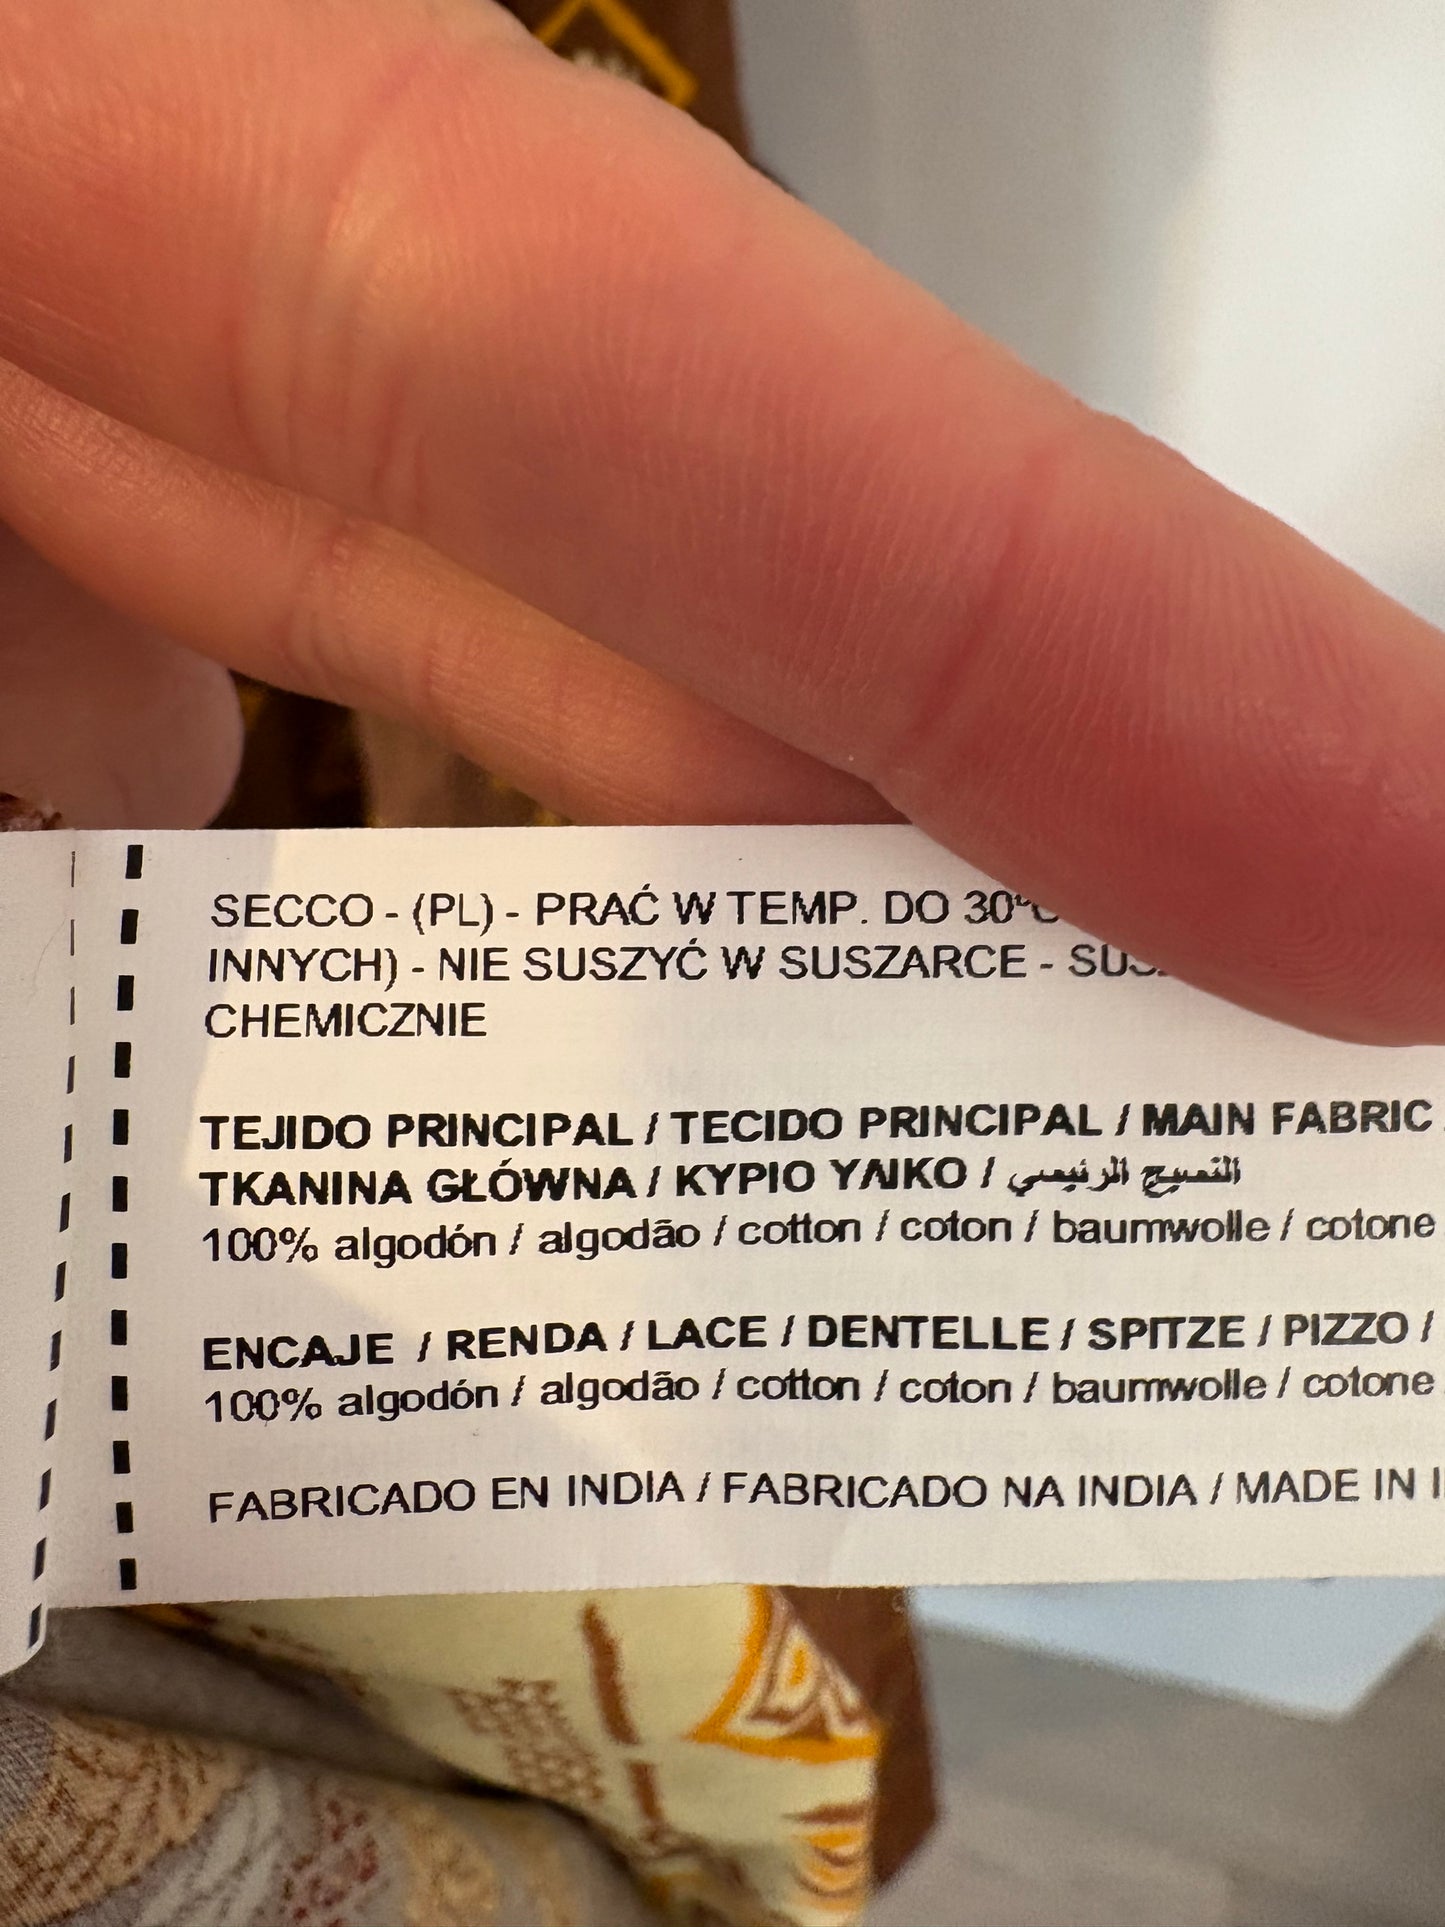 SECCO - (PL) - PRAĆ W TEMP. DO 30ºC
INNYCH) - NIE SUSZYĆ W SUSZARCE -
CHEMICZNIE
TEJIDO PRINCIPAL / TECIDO PRINCIPAL / MAIN FABRIC
TKANINA GŁÓWNA / ΚΥΡΙΟ ΥΛΙΚΟ / النسيج الرئيسي
100% algodón / algodão / cotton / coton / baumwolle / cotone
ENCAJE / RENDA / LACE / DENTELLE / SPITZE / PIZZO /
100% algodón / algodão / cotton / coton / baumwolle / cotone
FABRICADO EN INDIA / FABRICADO NA INDIA / MADE IN